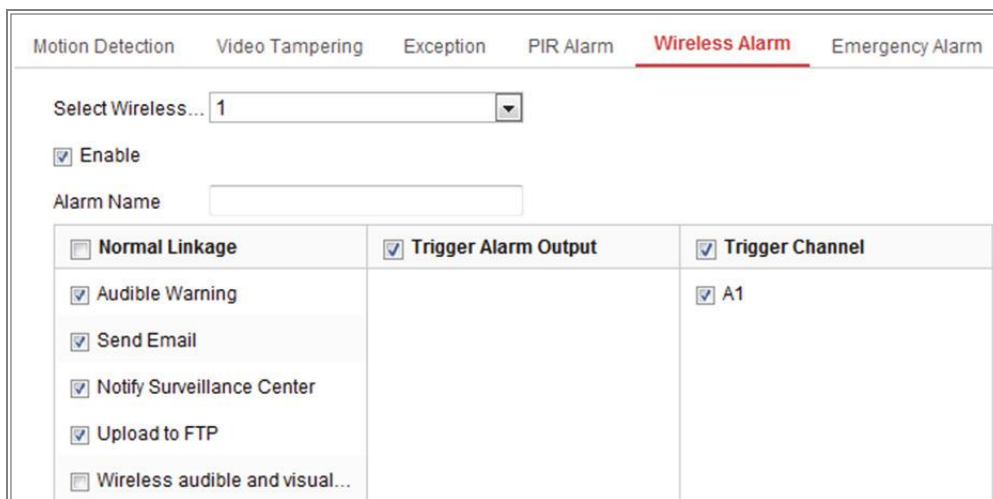 Motion Detection Video Tampering Exception PIR Alarm Wireless Alarm Emergency Alarm
Select Wireless... 1
Enable
Alarm Name
Normal Linkage Trigger Alarm Output Trigger Channel
Audible Warning A1
Send Email
Notify Surveillance Center
Upload to FTP
Wireless audible and visual...